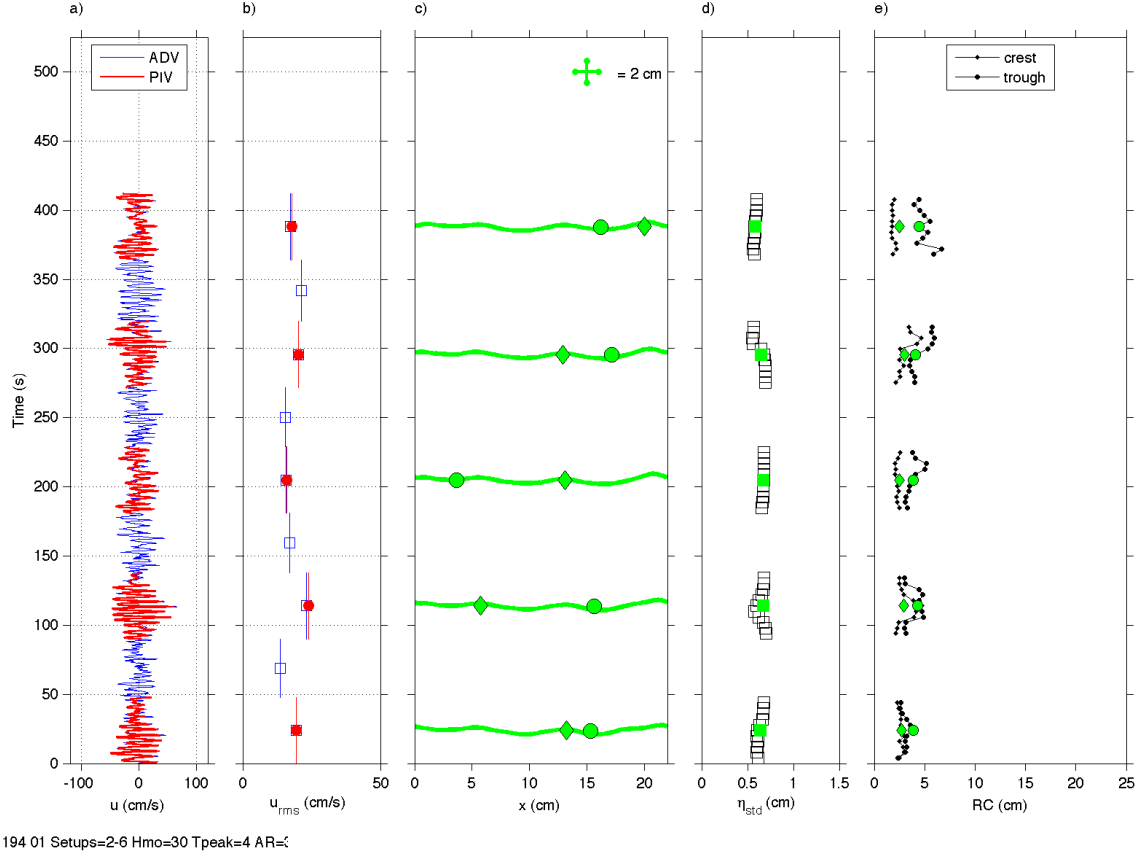 a) b) c) d) e)
ADV
PIV
= 2 cm
crest
trough
500
450
400
350
300
250
200
150
100
50
0
Time (s)
-100 0 100
0 50
0 5 10 15 20
0 0.5 1 1.5
0 5 10 15 20 25
u (cm/s) u_rms (cm/s) x (cm) η_std (cm) RC (cm)
194 01 Setups=2-6 Hmo=30 Tpeak=4 AR=